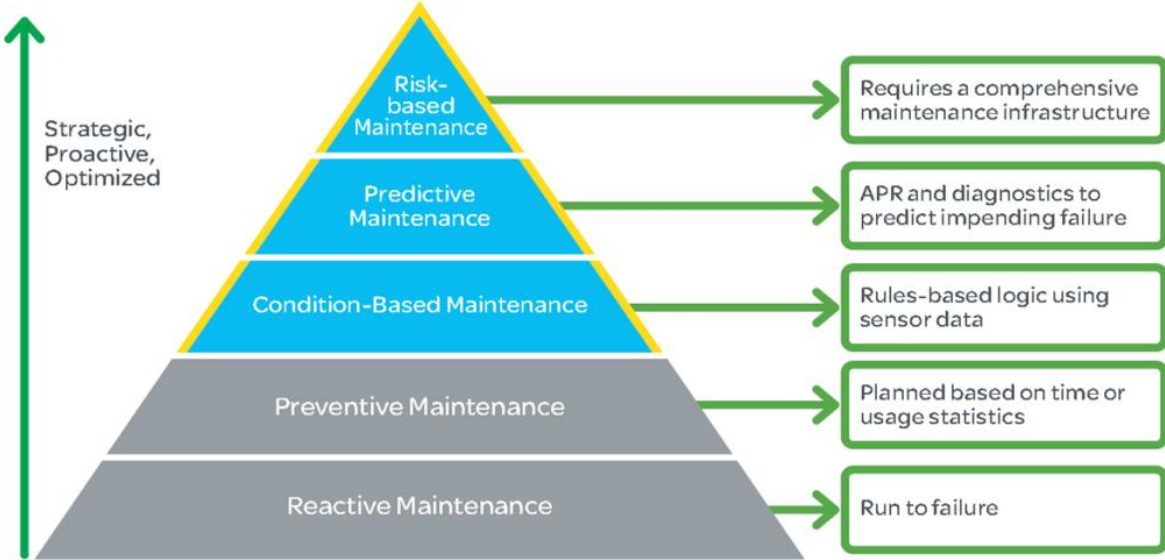 Strategic,
Proactive,
Optimized
Risk-
based
Maintenance
Requires a comprehensive
maintenance infrastructure
Predictive
Maintenance
APR and diagnostics to
predict impending failure
Condition-Based Maintenance
Rules-based logic using
sensor data
Preventive Maintenance
Planned based on time or
usage statistics
Reactive Maintenance
Run to failure